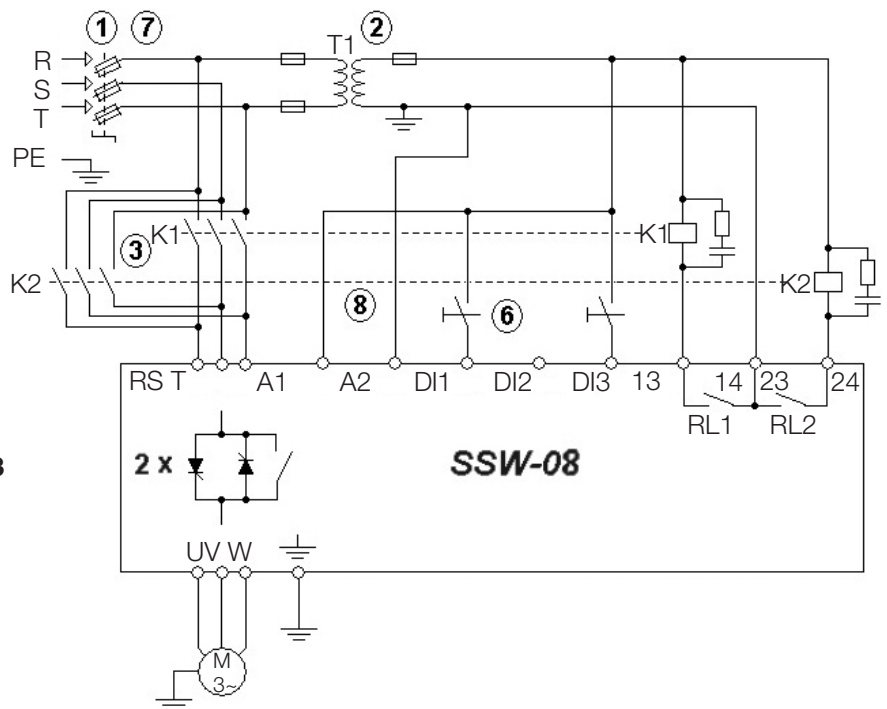 1 7 T1 2
R
S
T
PE
3 K1 K1
K2 K2
8 6
RS T A1 A2 DI1 DI2 DI3 13 14 23 24
RL1 RL2
2 x SSW-08
UV W
M
3~